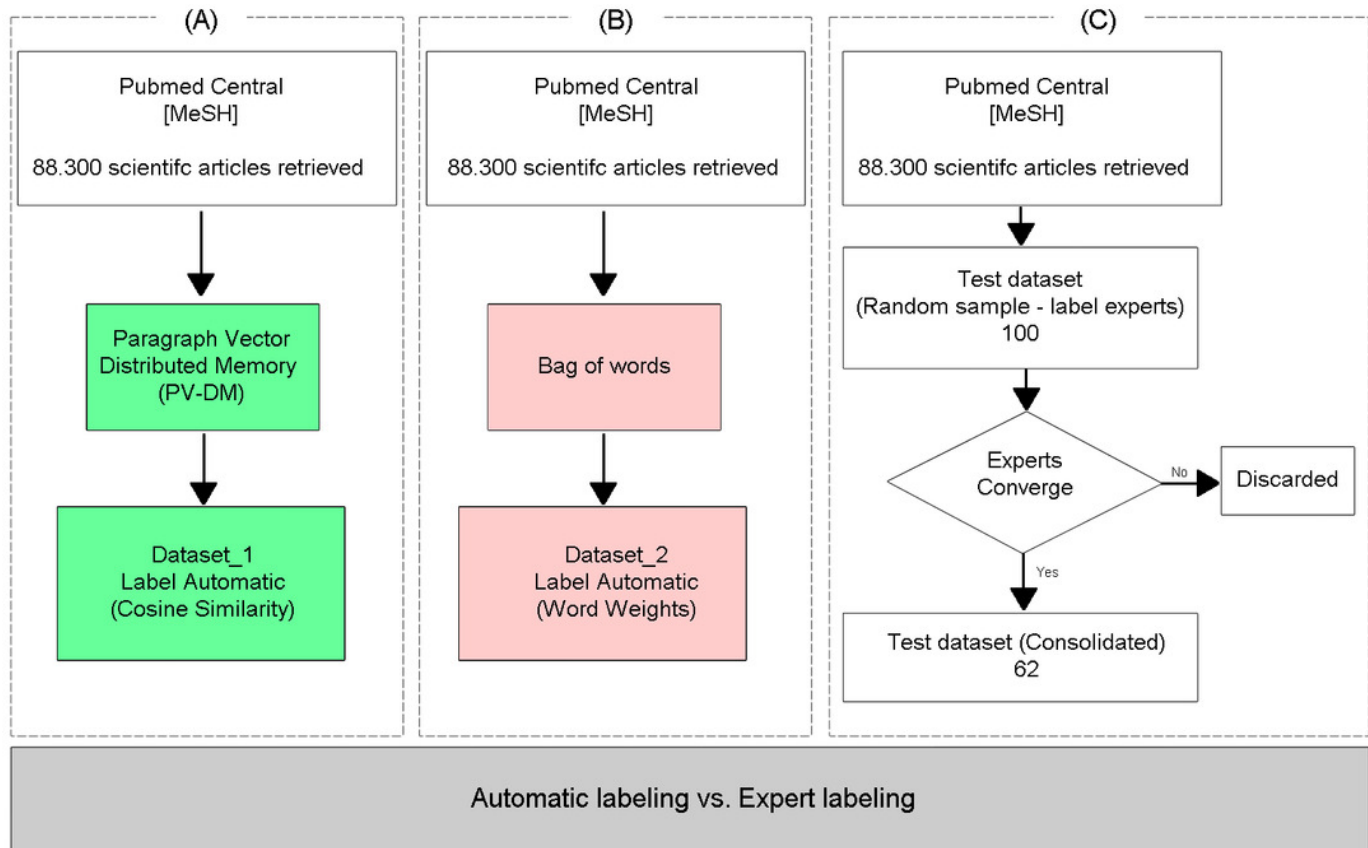 (A)
Pubmed Central
[MeSH]
88.300 scientifc articles retrieved
Paragraph Vector
Distributed Memory
(PV-DM)
Dataset_1
Label Automatic
(Cosine Similarity)
(B)
Pubmed Central
[MeSH]
88.300 scientifc articles retrieved
Bag of words
Dataset_2
Label Automatic
(Word Weights)
(C)
Pubmed Central
[MeSH]
88.300 scientifc articles retrieved
Test dataset
(Random sample - label experts)
100
Experts
Converge
No
Discarded
Yes
Test dataset (Consolidated)
62
Automatic labeling vs. Expert labeling